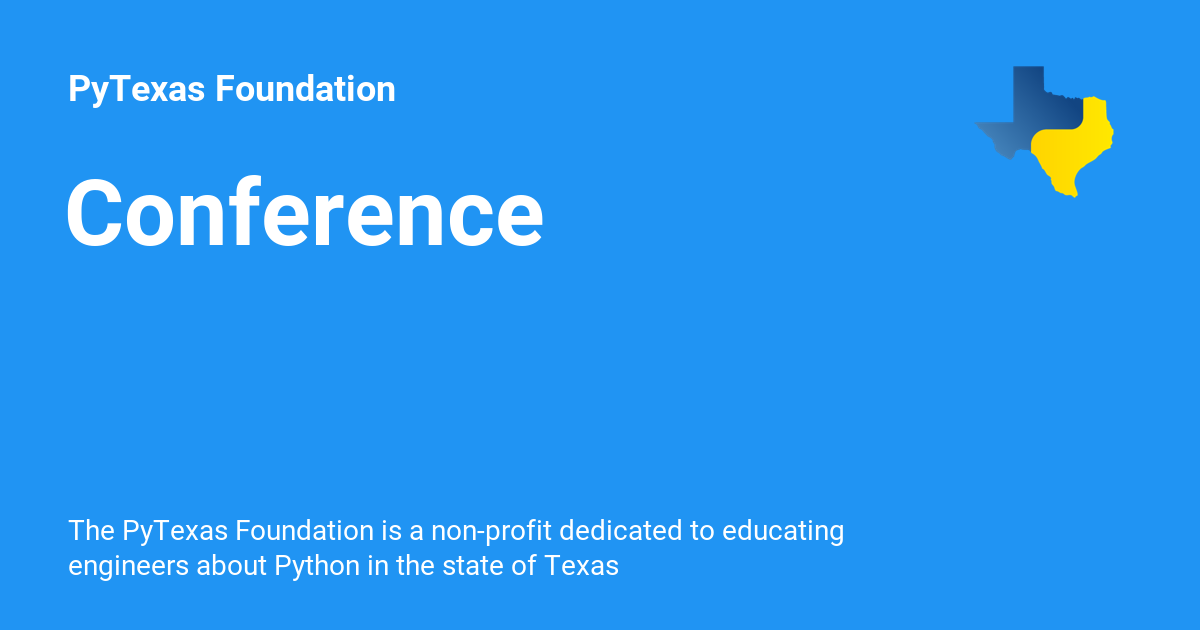 PyTexas Foundation
Conference
The PyTexas Foundation is a non-profit dedicated to educating
engineers about Python in the state of Texas